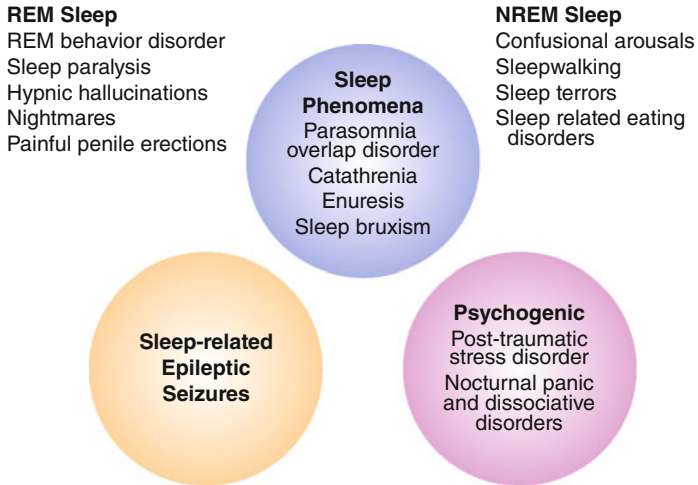 REM Sleep
REM behavior disorder
Sleep paralysis
Hypnic hallucinations
Nightmares
Painful penile erections
NREM Sleep
Confusional arousals
Sleepwalking
Sleep terrors
Sleep related eating
disorders
Sleep
Phenomena
Parasomnia
overlap disorder
Catathrenia
Enuresis
Sleep bruxism
Sleep-related
Epileptic
Seizures
Psychogenic
Post-traumatic
stress disorder
Nocturnal panic
and dissociative
disorders